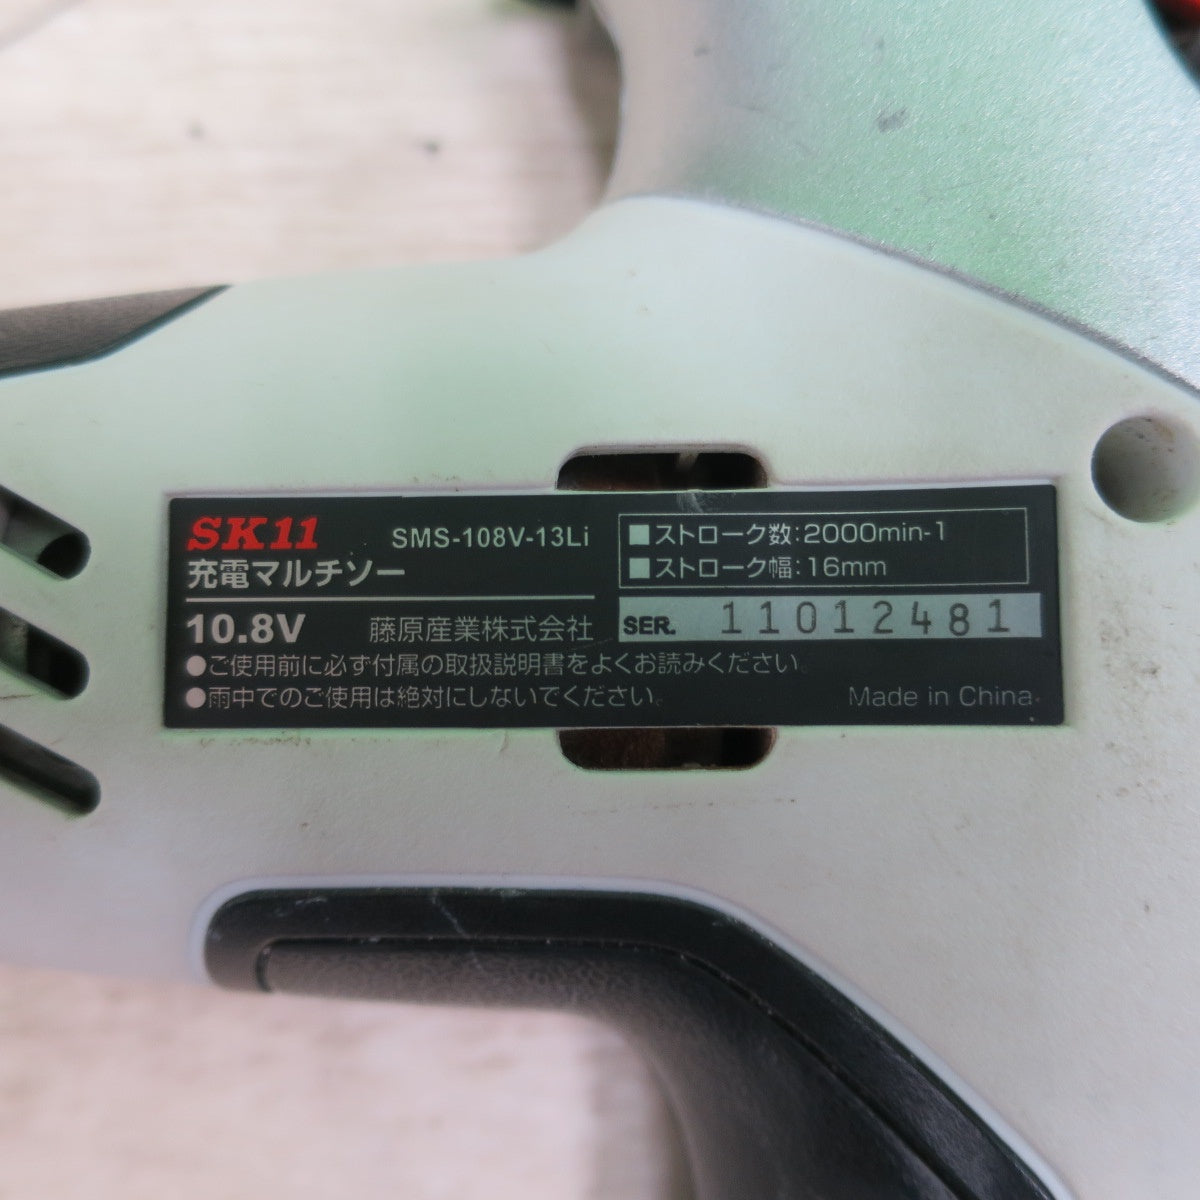 SK11 SMS-108V-13Li
充電マルチソー
10.8V 藤原産業株式会社
■ストローク数:2000min-1
■ストローク幅:16mm
SER. 11012481
●ご使用前に必ず付属の取扱説明書をよくお読みください
●雨中でのご使用は絶対にしないでください。
Made in China